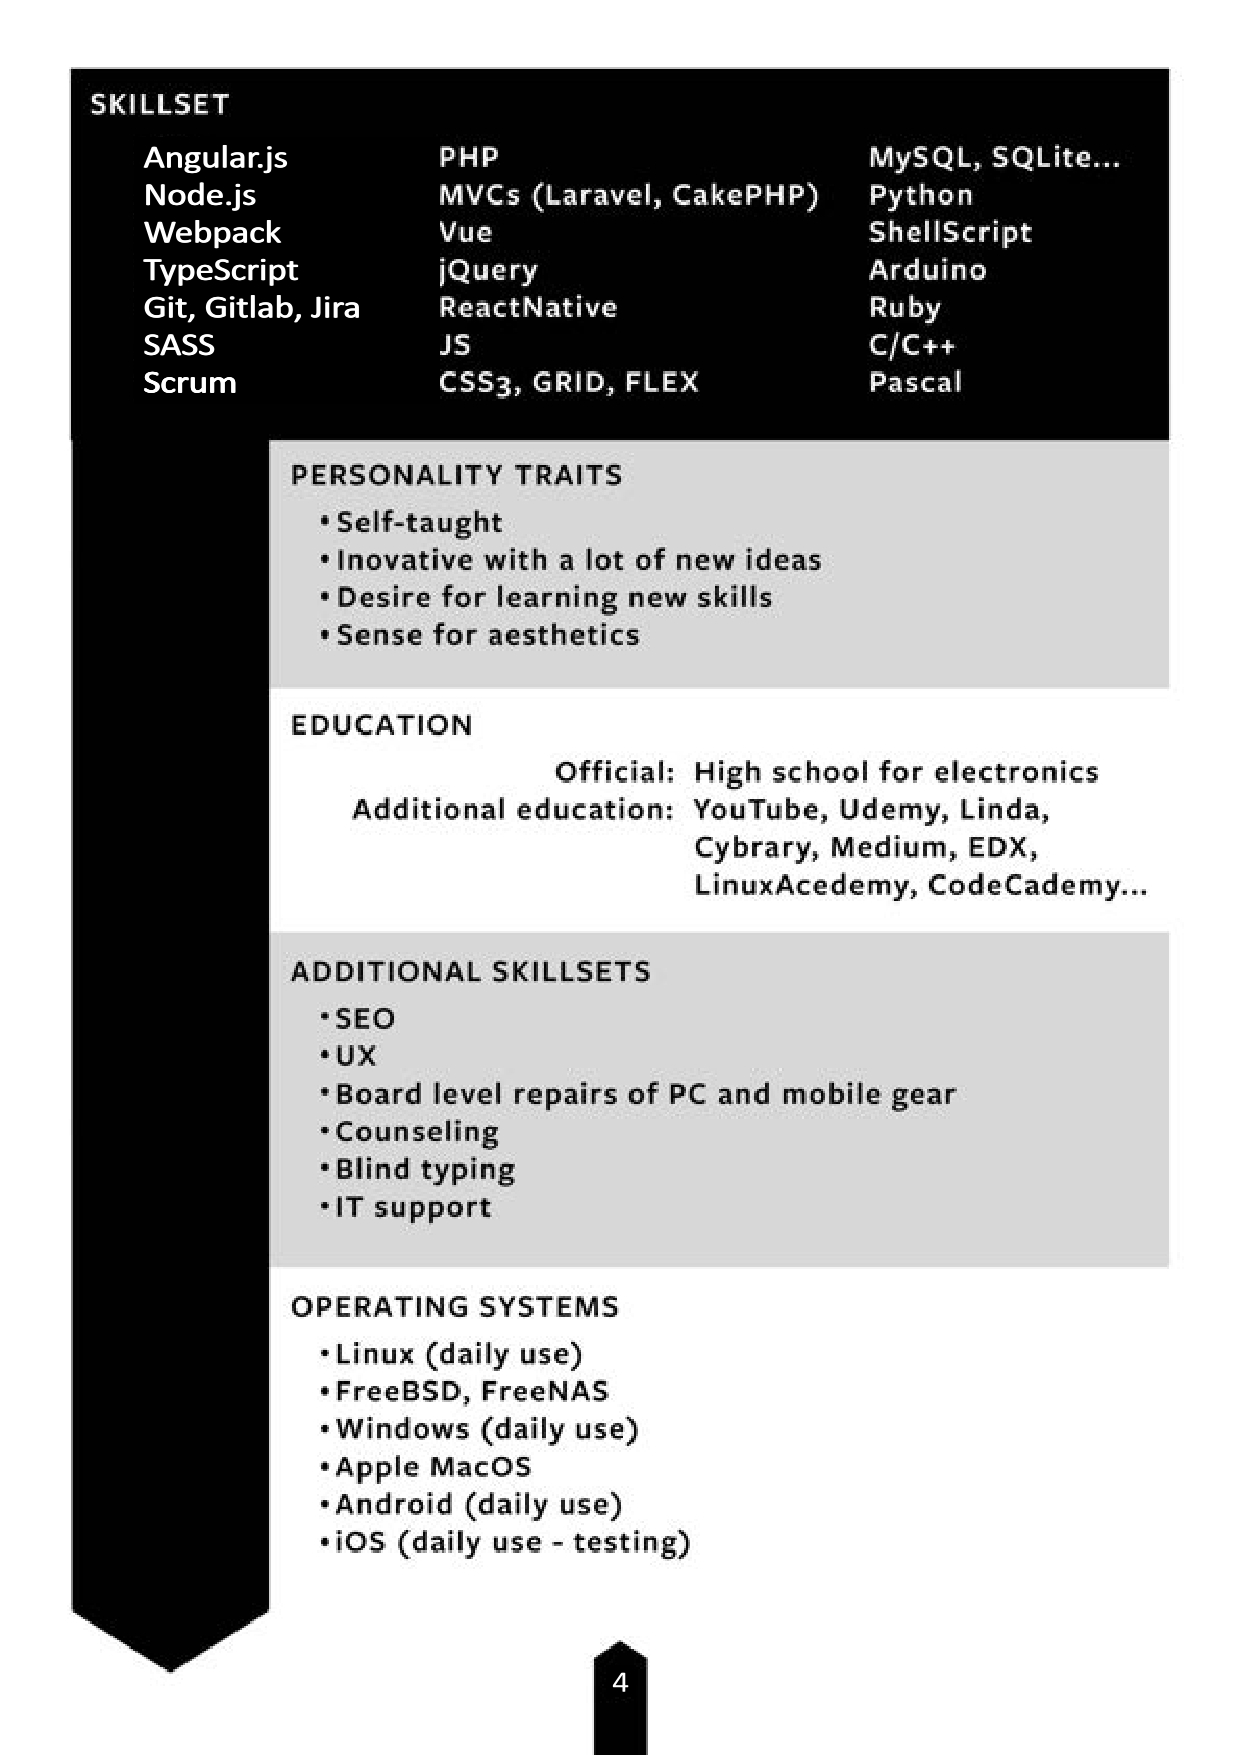 SKILLSET
Angular.js
Node.js
Webpack
TypeScript
Git, Gitlab, Jira
SASS
Scrum
PHP
MVCs (Laravel, CakePHP)
Vue
jQuery
ReactNative
JS
CSS3, GRID, FLEX
MySQL, SQLite...
Python
ShellScript
Arduino
Ruby
C/C++
Pascal
PERSONALITY TRAITS
• Self-taught
• Inovative with a lot of new ideas
• Desire for learning new skills
• Sense for aesthetics
EDUCATION
Official: High school for electronics
Additional education: YouTube, Udemy, Linda,
Cybrary, Medium, EDX,
LinuxAcedemy, CodeCademy...
ADDITIONAL SKILLSETS
• SEO
• UX
• Board level repairs of PC and mobile gear
• Counseling
• Blind typing
• IT support
OPERATING SYSTEMS
• Linux (daily use)
• FreeBSD, FreeNAS
• Windows (daily use)
• Apple MacOS
• Android (daily use)
• iOS (daily use - testing)
4